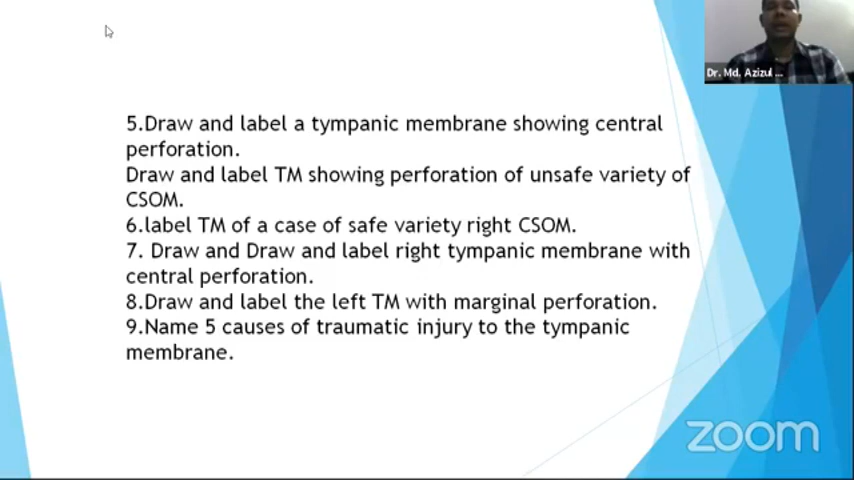 Dr. Md. Azizul ...
5.Draw and label a tympanic membrane showing central
perforation.
Draw and label TM showing perforation of unsafe variety of
CSOM.
6.label TM of a case of safe variety right CSOM.
7. Draw and Draw and label right tympanic membrane with
central perforation.
8.Draw and label the left TM with marginal perforation.
9.Name 5 causes of traumatic injury to the tympanic
membrane.
zoom